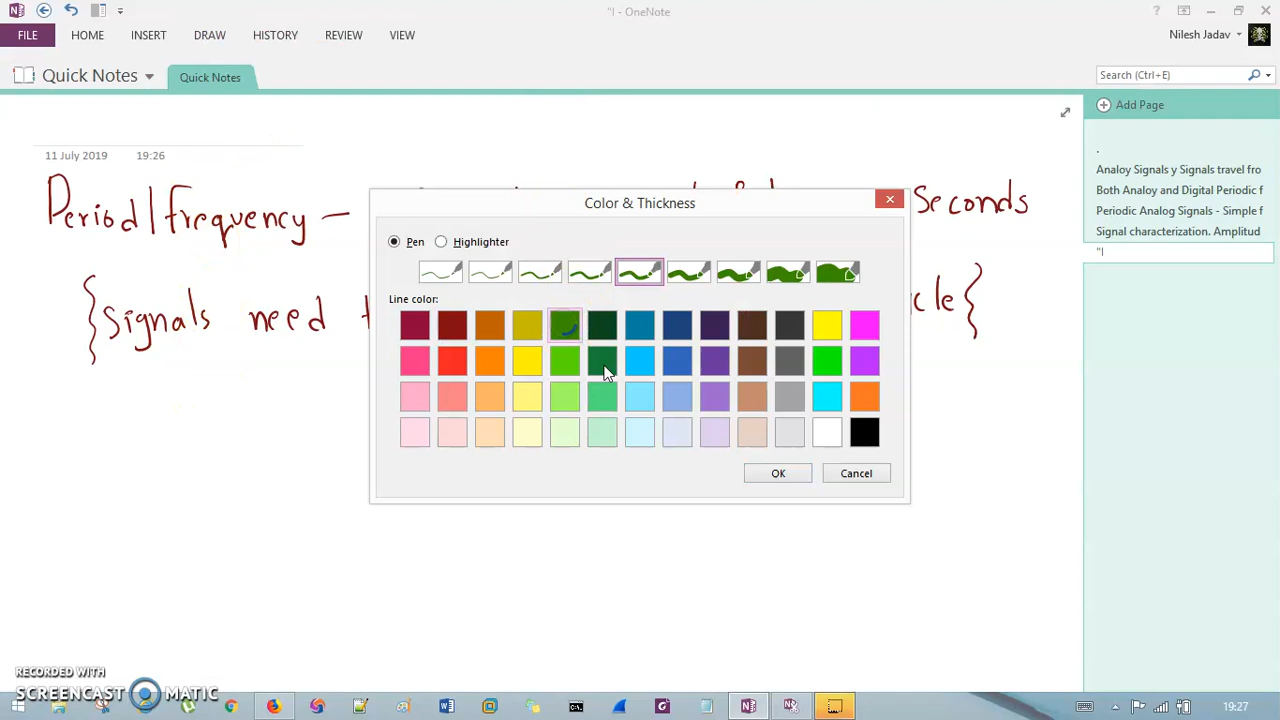 "I - OneNote
FILE HOME INSERT DRAW HISTORY REVIEW VIEW
Nilesh Jadav
Quick Notes
Quick Notes
Search (Ctrl+E)
Add Page
.
Analoy Signals y Signals travel fro
Both Analoy and Digital Periodic f
Periodic Analog Signals - Simple f
Signal characterization. Amplitud
"I
11 July 2019 19:26
Period/frequency — Seconds
{Signals need cle}
Color & Thickness
Pen Highlighter
Line color:
OK Cancel
RECORDED WITH
SCREENCAST MATIC
19:27